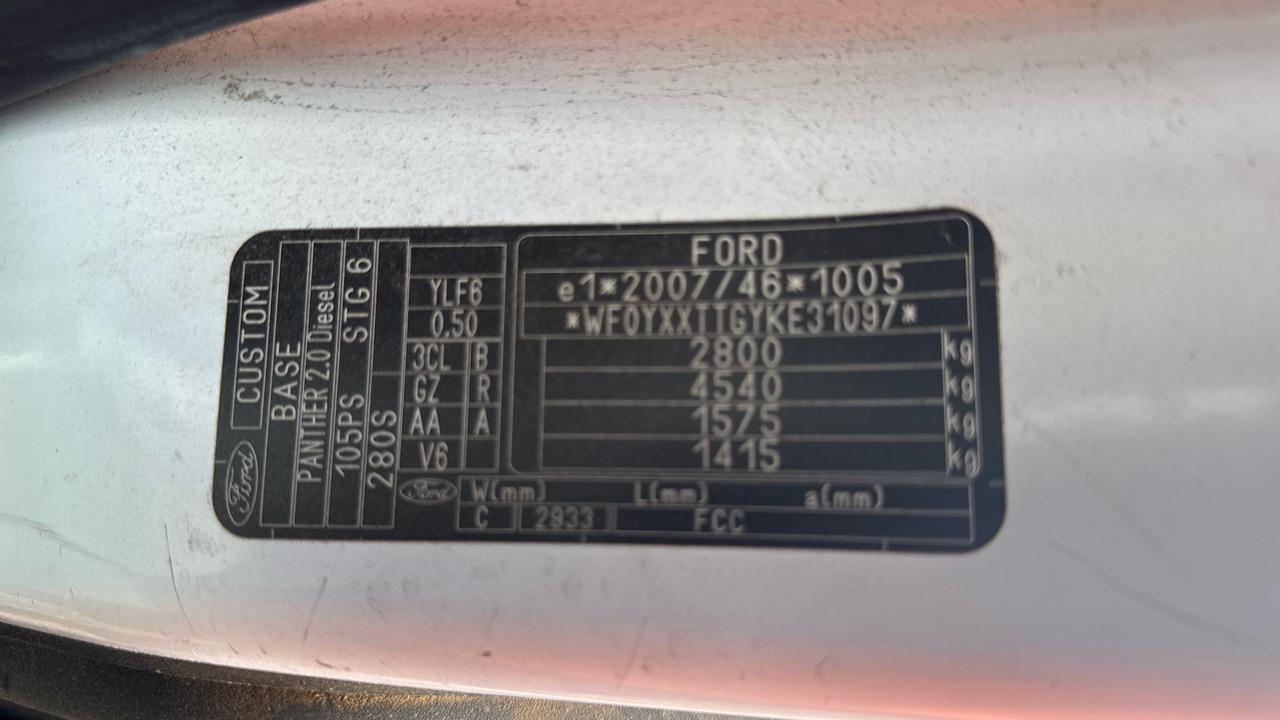 CUSTOM
BASE
PANTHER 2.0 Diesel
105PS STG 6
280S
Ford
YLF6
0.50
3CL B
GZ R
AA A
V6
FORD
e1*2007/46*1005
*WF0YXXTTGYKE31097*
2800 kg
4540 kg
1575 kg
1415 kg
Ford W(mm) L(mm) a(mm)
C 2933 FCC